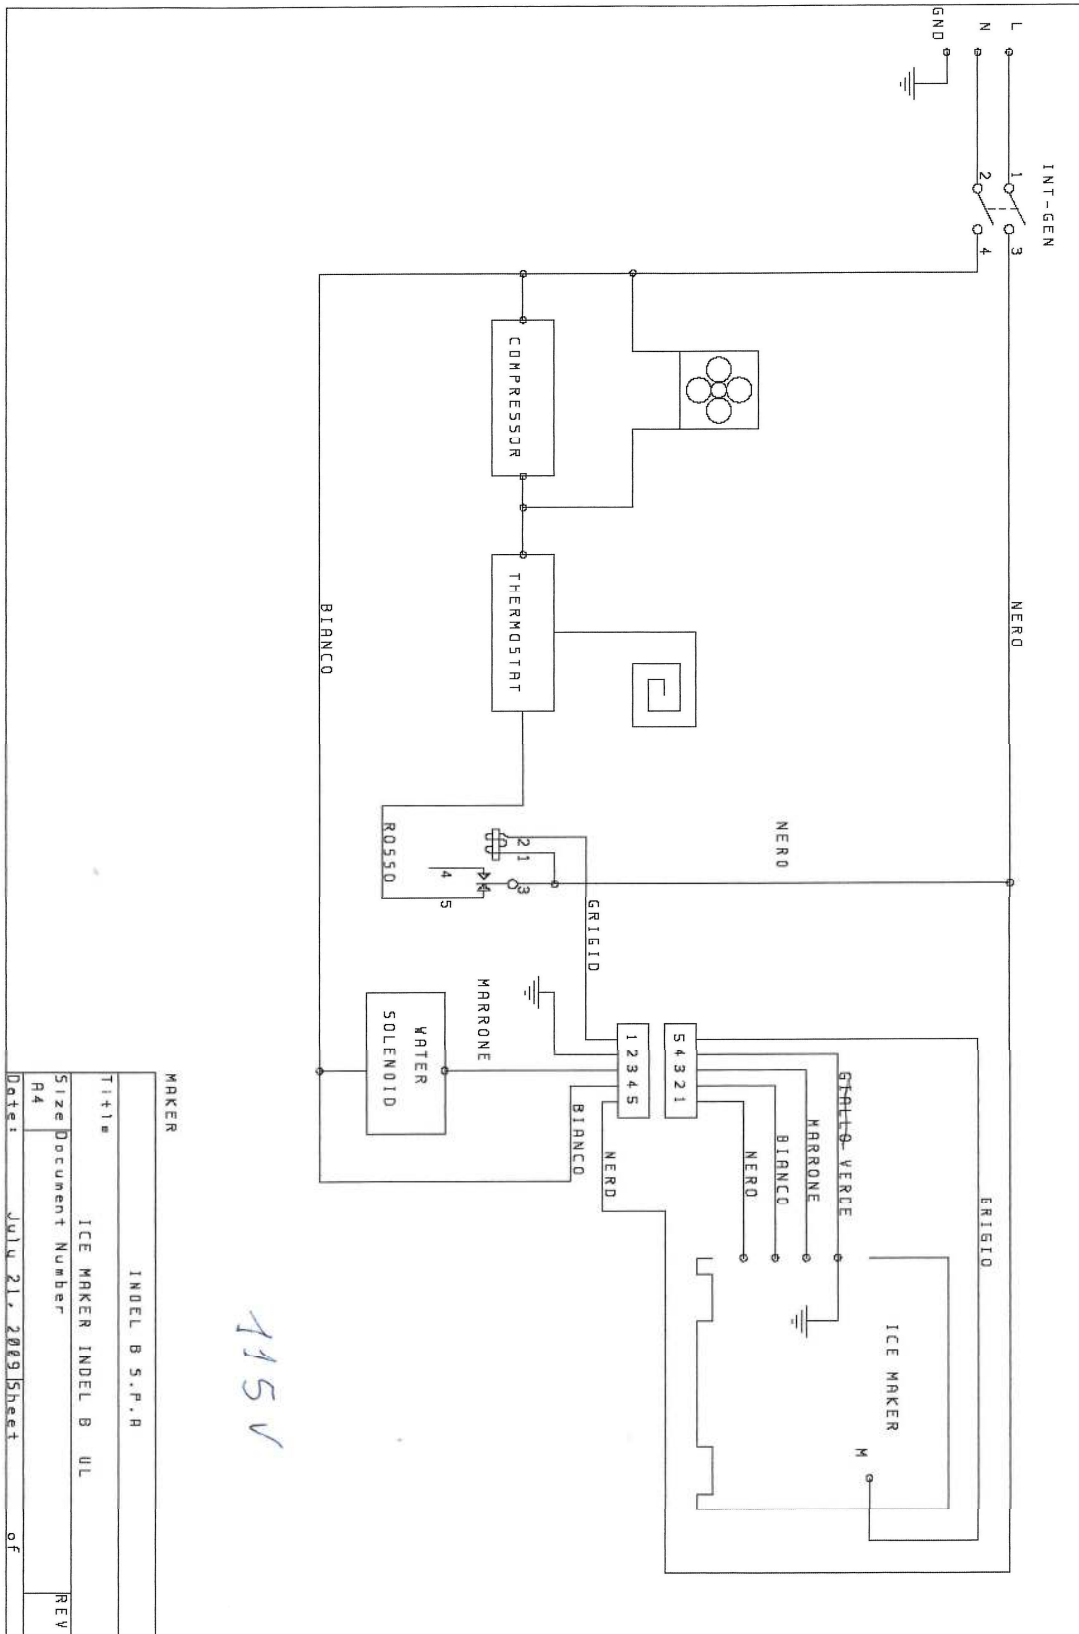 INT-GEN
L
N
GND
1
2
3
4
COMPRESSOR
THERMOSTAT
NERO
BIANCO
NERO
ROSSO
2 1
3
4
5
GRIGIO
MARRONE
WATER
SOLENOID
1 2 3 4 5
5 4 3 2 1
BIANCO
NERO
GIALLO-VERDE
MARRONE
BIANCO
NERO
GRIGIO
ICE MAKER
M
115V
MAKER
INDEL B S.P.A
Title
ICE MAKER INDEL B UL
Size
Document Number
REV
A4
Date:
July 21, 2009
Sheet
of